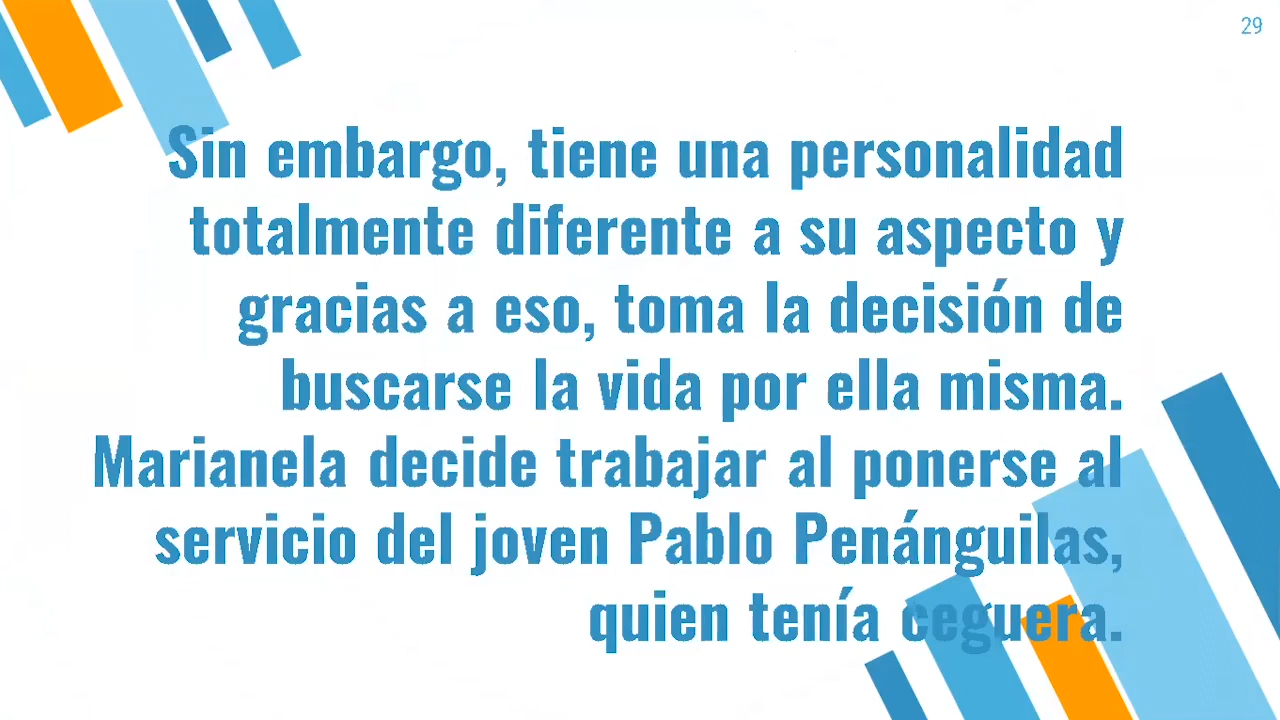 29
Sin embargo, tiene una personalidad
totalmente diferente a su aspecto y
gracias a eso, toma la decisión de
buscarse la vida por ella misma.
Marianela decide trabajar al ponerse al
servicio del joven Pablo Penánguilas,
quien tenía ceguera.